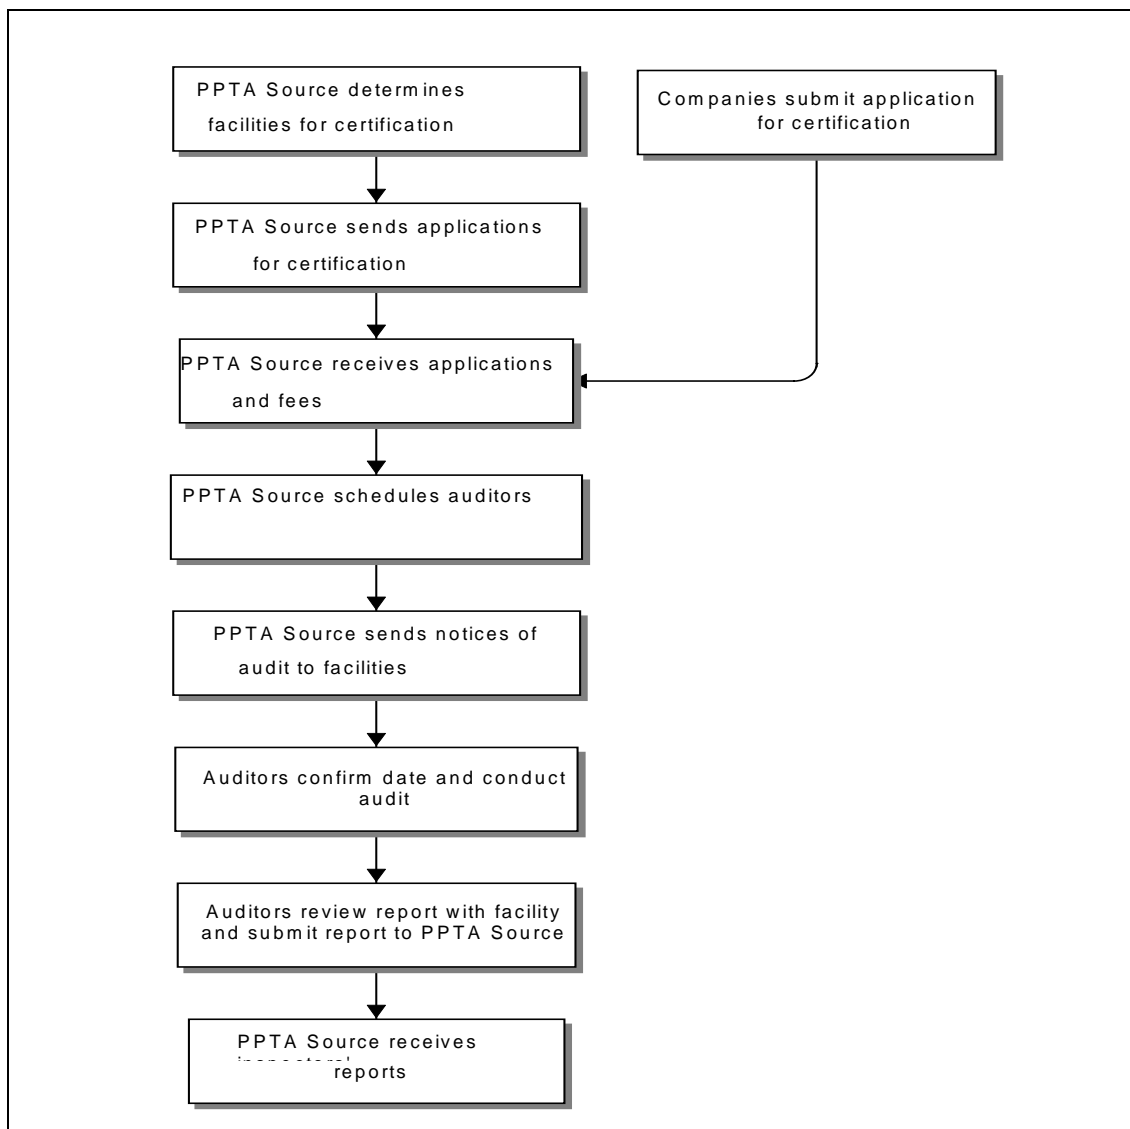 PPTA Source determines
facilities for certification
Companies submit application
for certification
PPTA Source sends applications
for certification
PPTA Source receives applications
and fees
PPTA Source schedules auditors
PPTA Source sends notices of
audit to facilities
Auditors confirm date and conduct
audit
Auditors review report with facility
and submit report to PPTA Source
PPTA Source receives
reports